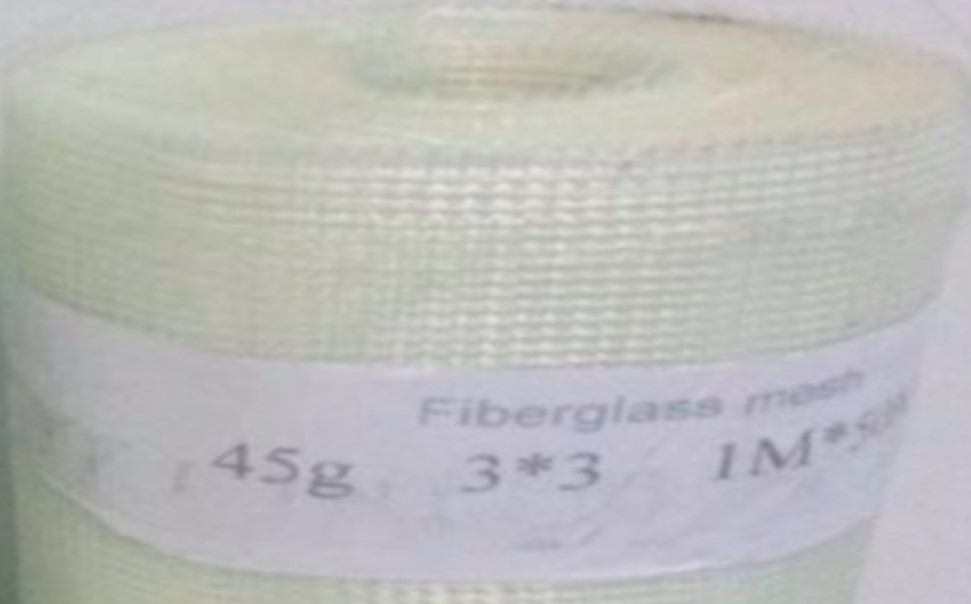 Fiberglass mesh
45g 3*3 1M*